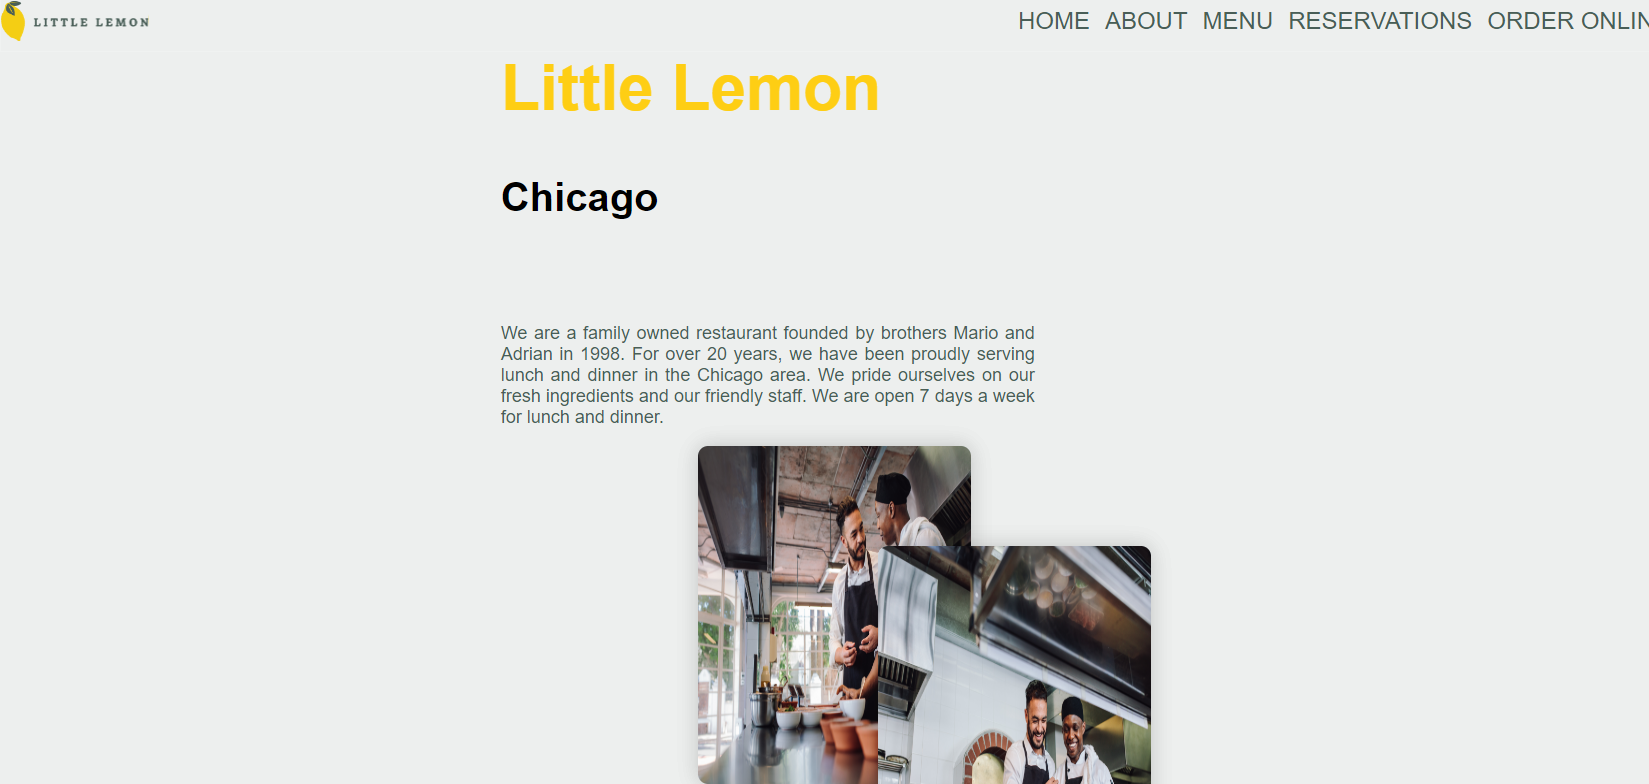 LITTLE LEMON
HOME ABOUT MENU RESERVATIONS ORDER ONLIN
Little Lemon
Chicago
We are a family owned restaurant founded by brothers Mario and
Adrian in 1998. For over 20 years, we have been proudly serving
lunch and dinner in the Chicago area. We pride ourselves on our
fresh ingredients and our friendly staff. We are open 7 days a week
for lunch and dinner.